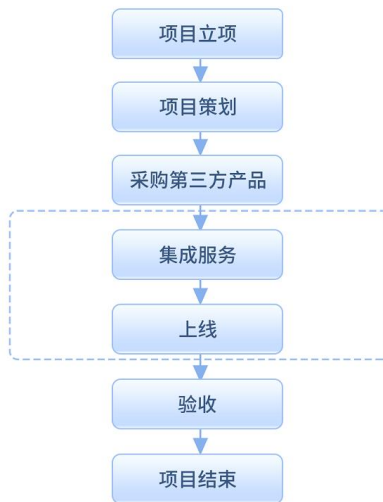 项目立项
项目策划
采购第三方产品
集成服务
上线
验收
项目结束